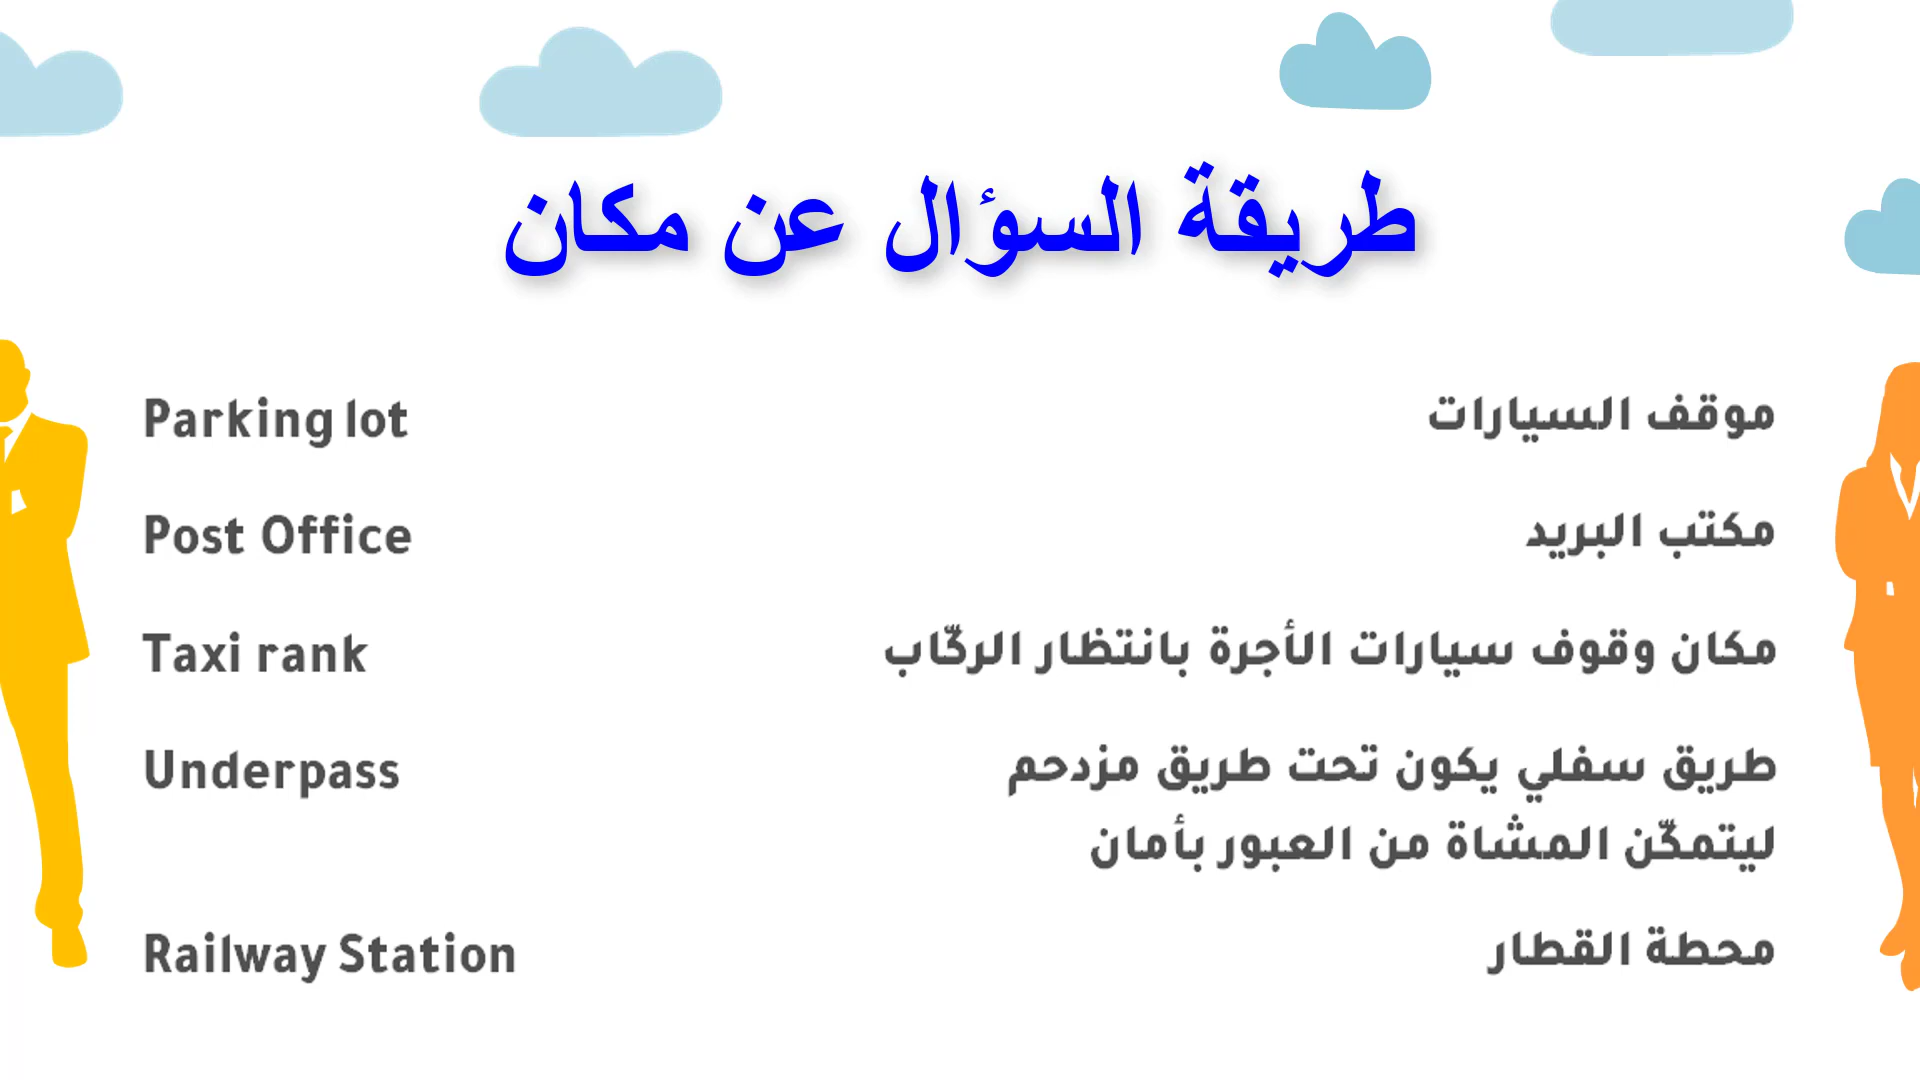 طريقة السؤال عن مكان
Parking lot موقف السيارات
Post Office مكتب البريد
Taxi rank مكان وقوف سيارات الأجرة بانتظار الركّاب
Underpass طريق سفلي يكون تحت طريق مزدحم
ليتمكّن المشاة من العبور بأمان
Railway Station محطة القطار